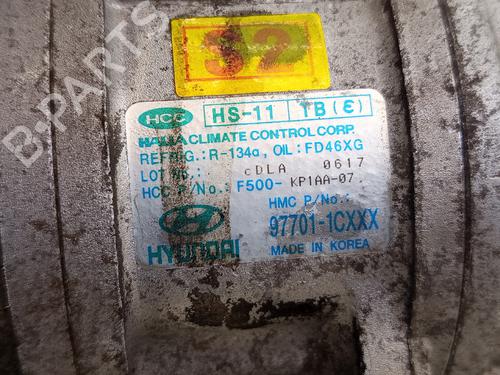 32
HCC HS-11 TB (ε)
HALLA CLIMATE CONTROL CORP.
REFRIG.: R-134a, OIL: FD46XG
LOT No.: cDLA 0617
HCC P/No.: F500-KP1AA-07
HMC P/No.:
97701-1CXXX
HYUNDAI
MADE IN KOREA
B-PARTS